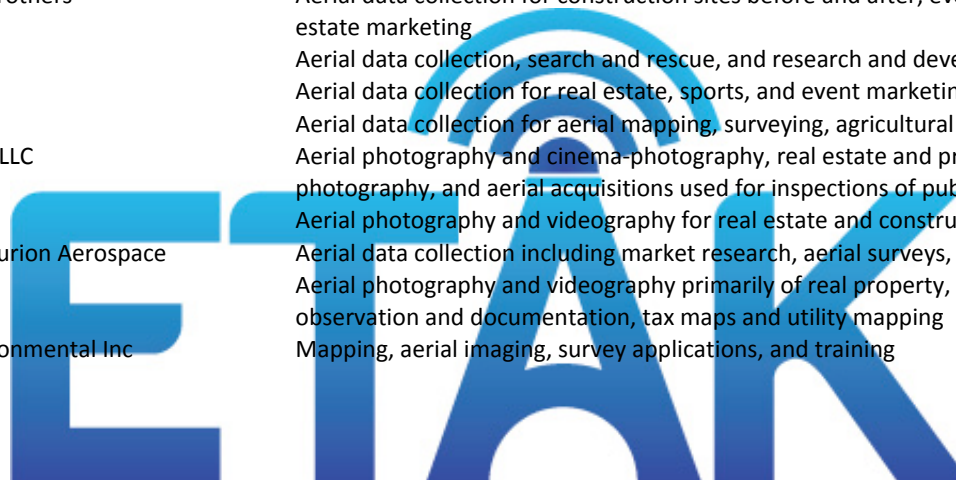 estate marketing
Aerial data collection, search and rescue, and research and deve
Aerial data collection for real estate, sports, and event marketin
Aerial data collection for aerial mapping, surveying, agricultural
LLC Aerial photography and cinema-photography, real estate and pr
photography, and aerial acquisitions used for inspections of pub
Aerial photography and videography for real estate and constru
urion Aerospace Aerial data collection including market research, aerial surveys,
Aerial photography and videography primarily of real property,
observation and documentation, tax maps and utility mapping
onmental Inc Mapping, aerial imaging, survey applications, and training
ETAK